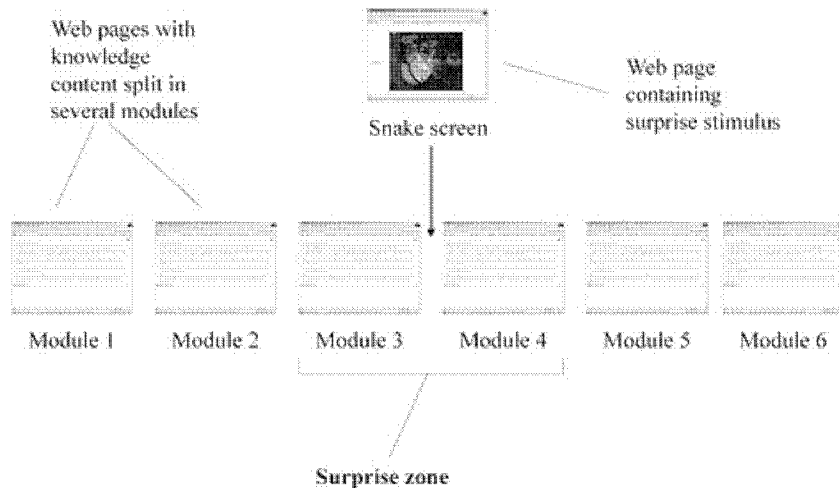 Web pages with
knowledge
content split in
several modules
Snake screen
Web page
containing
surprise stimulus
Module 1
Module 2
Module 3
Module 4
Module 5
Module 6
Surprise zone